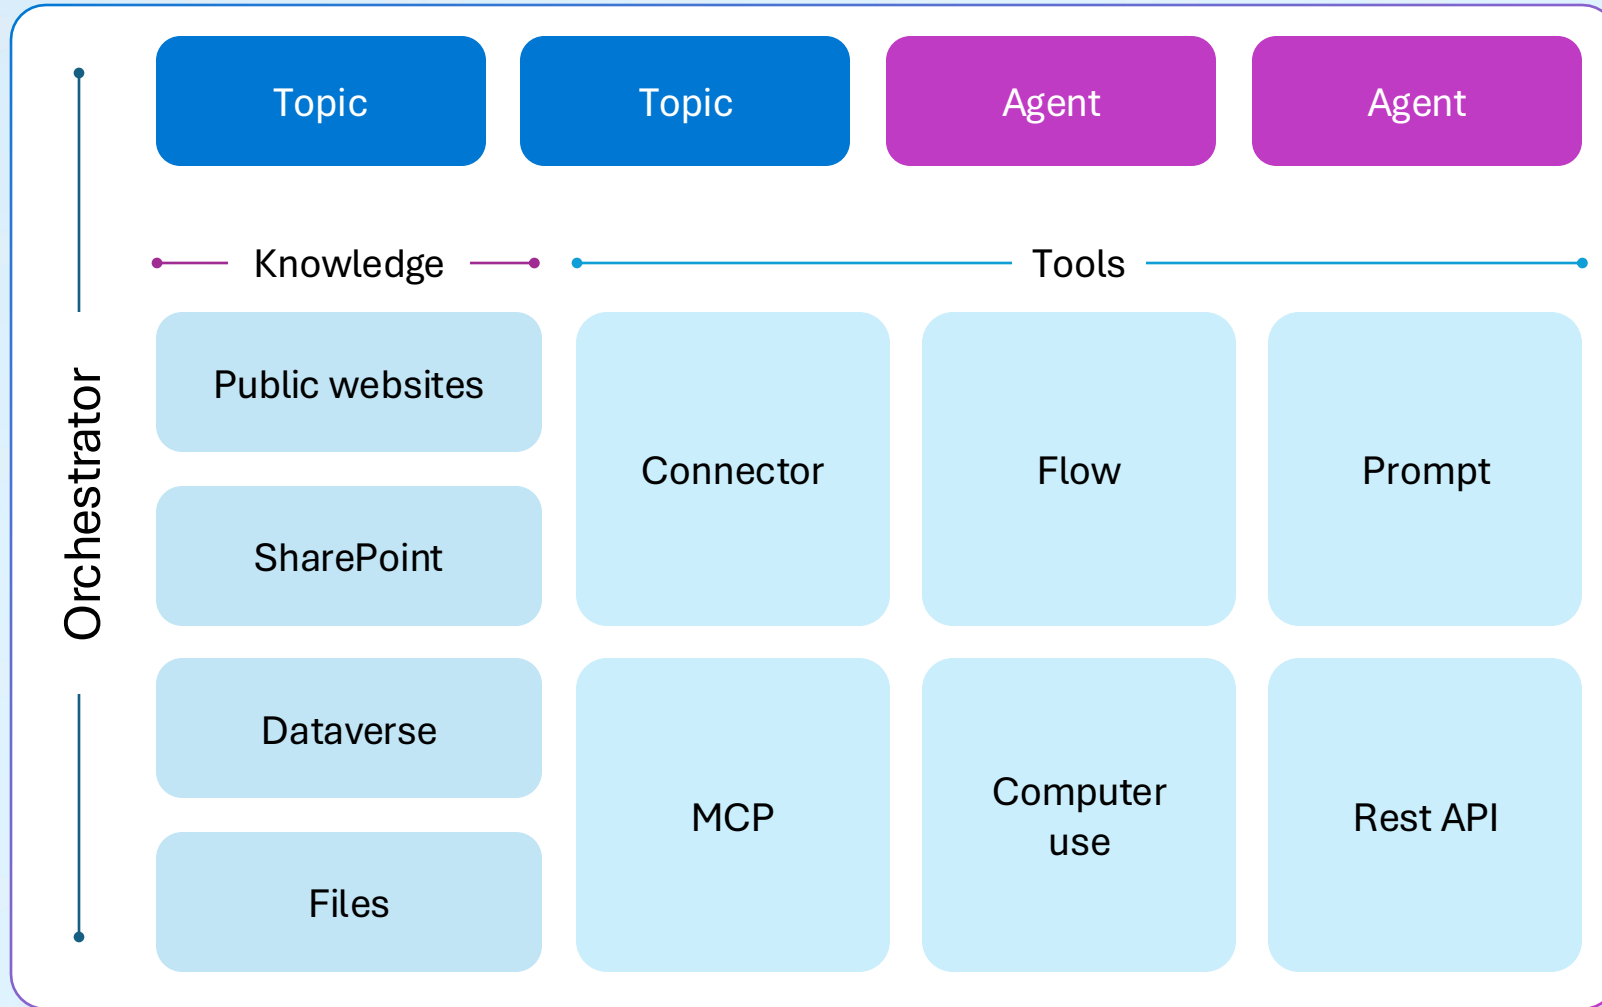 Topic
Topic
Agent
Agent
Orchestrator
Knowledge
Tools
Public websites
SharePoint
Dataverse
Files
Connector
Flow
Prompt
MCP
Computer
use
Rest API